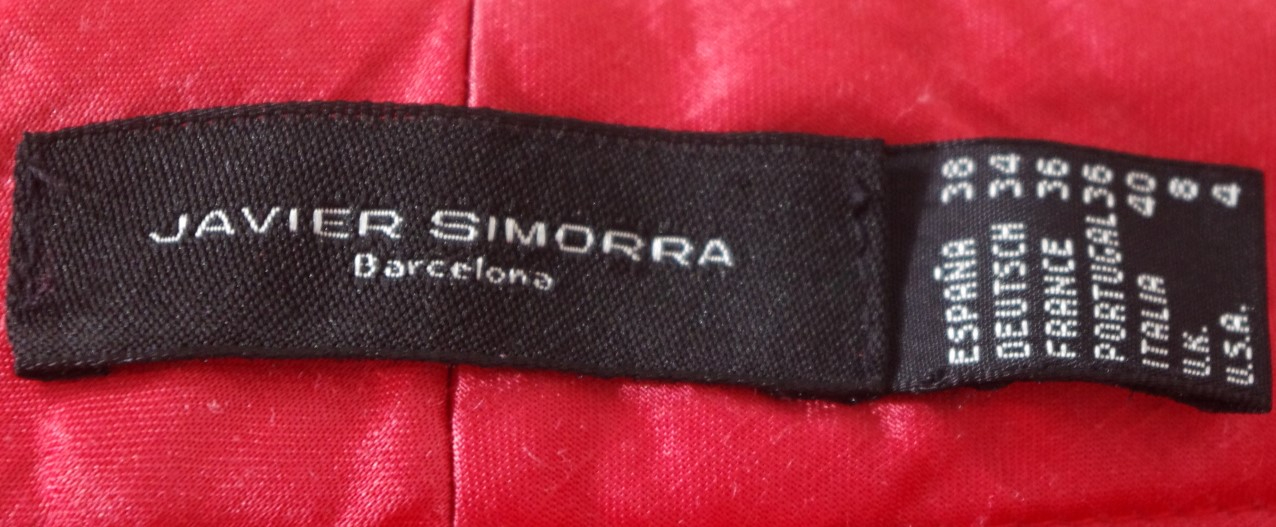 JAVIER SIMORRA
Barcelona
ESPAÑA 38
DEUTSCH 34
FRANCE 36
PORTUGAL 36
ITALIA 40
U.K. 8
U.S.A. 4